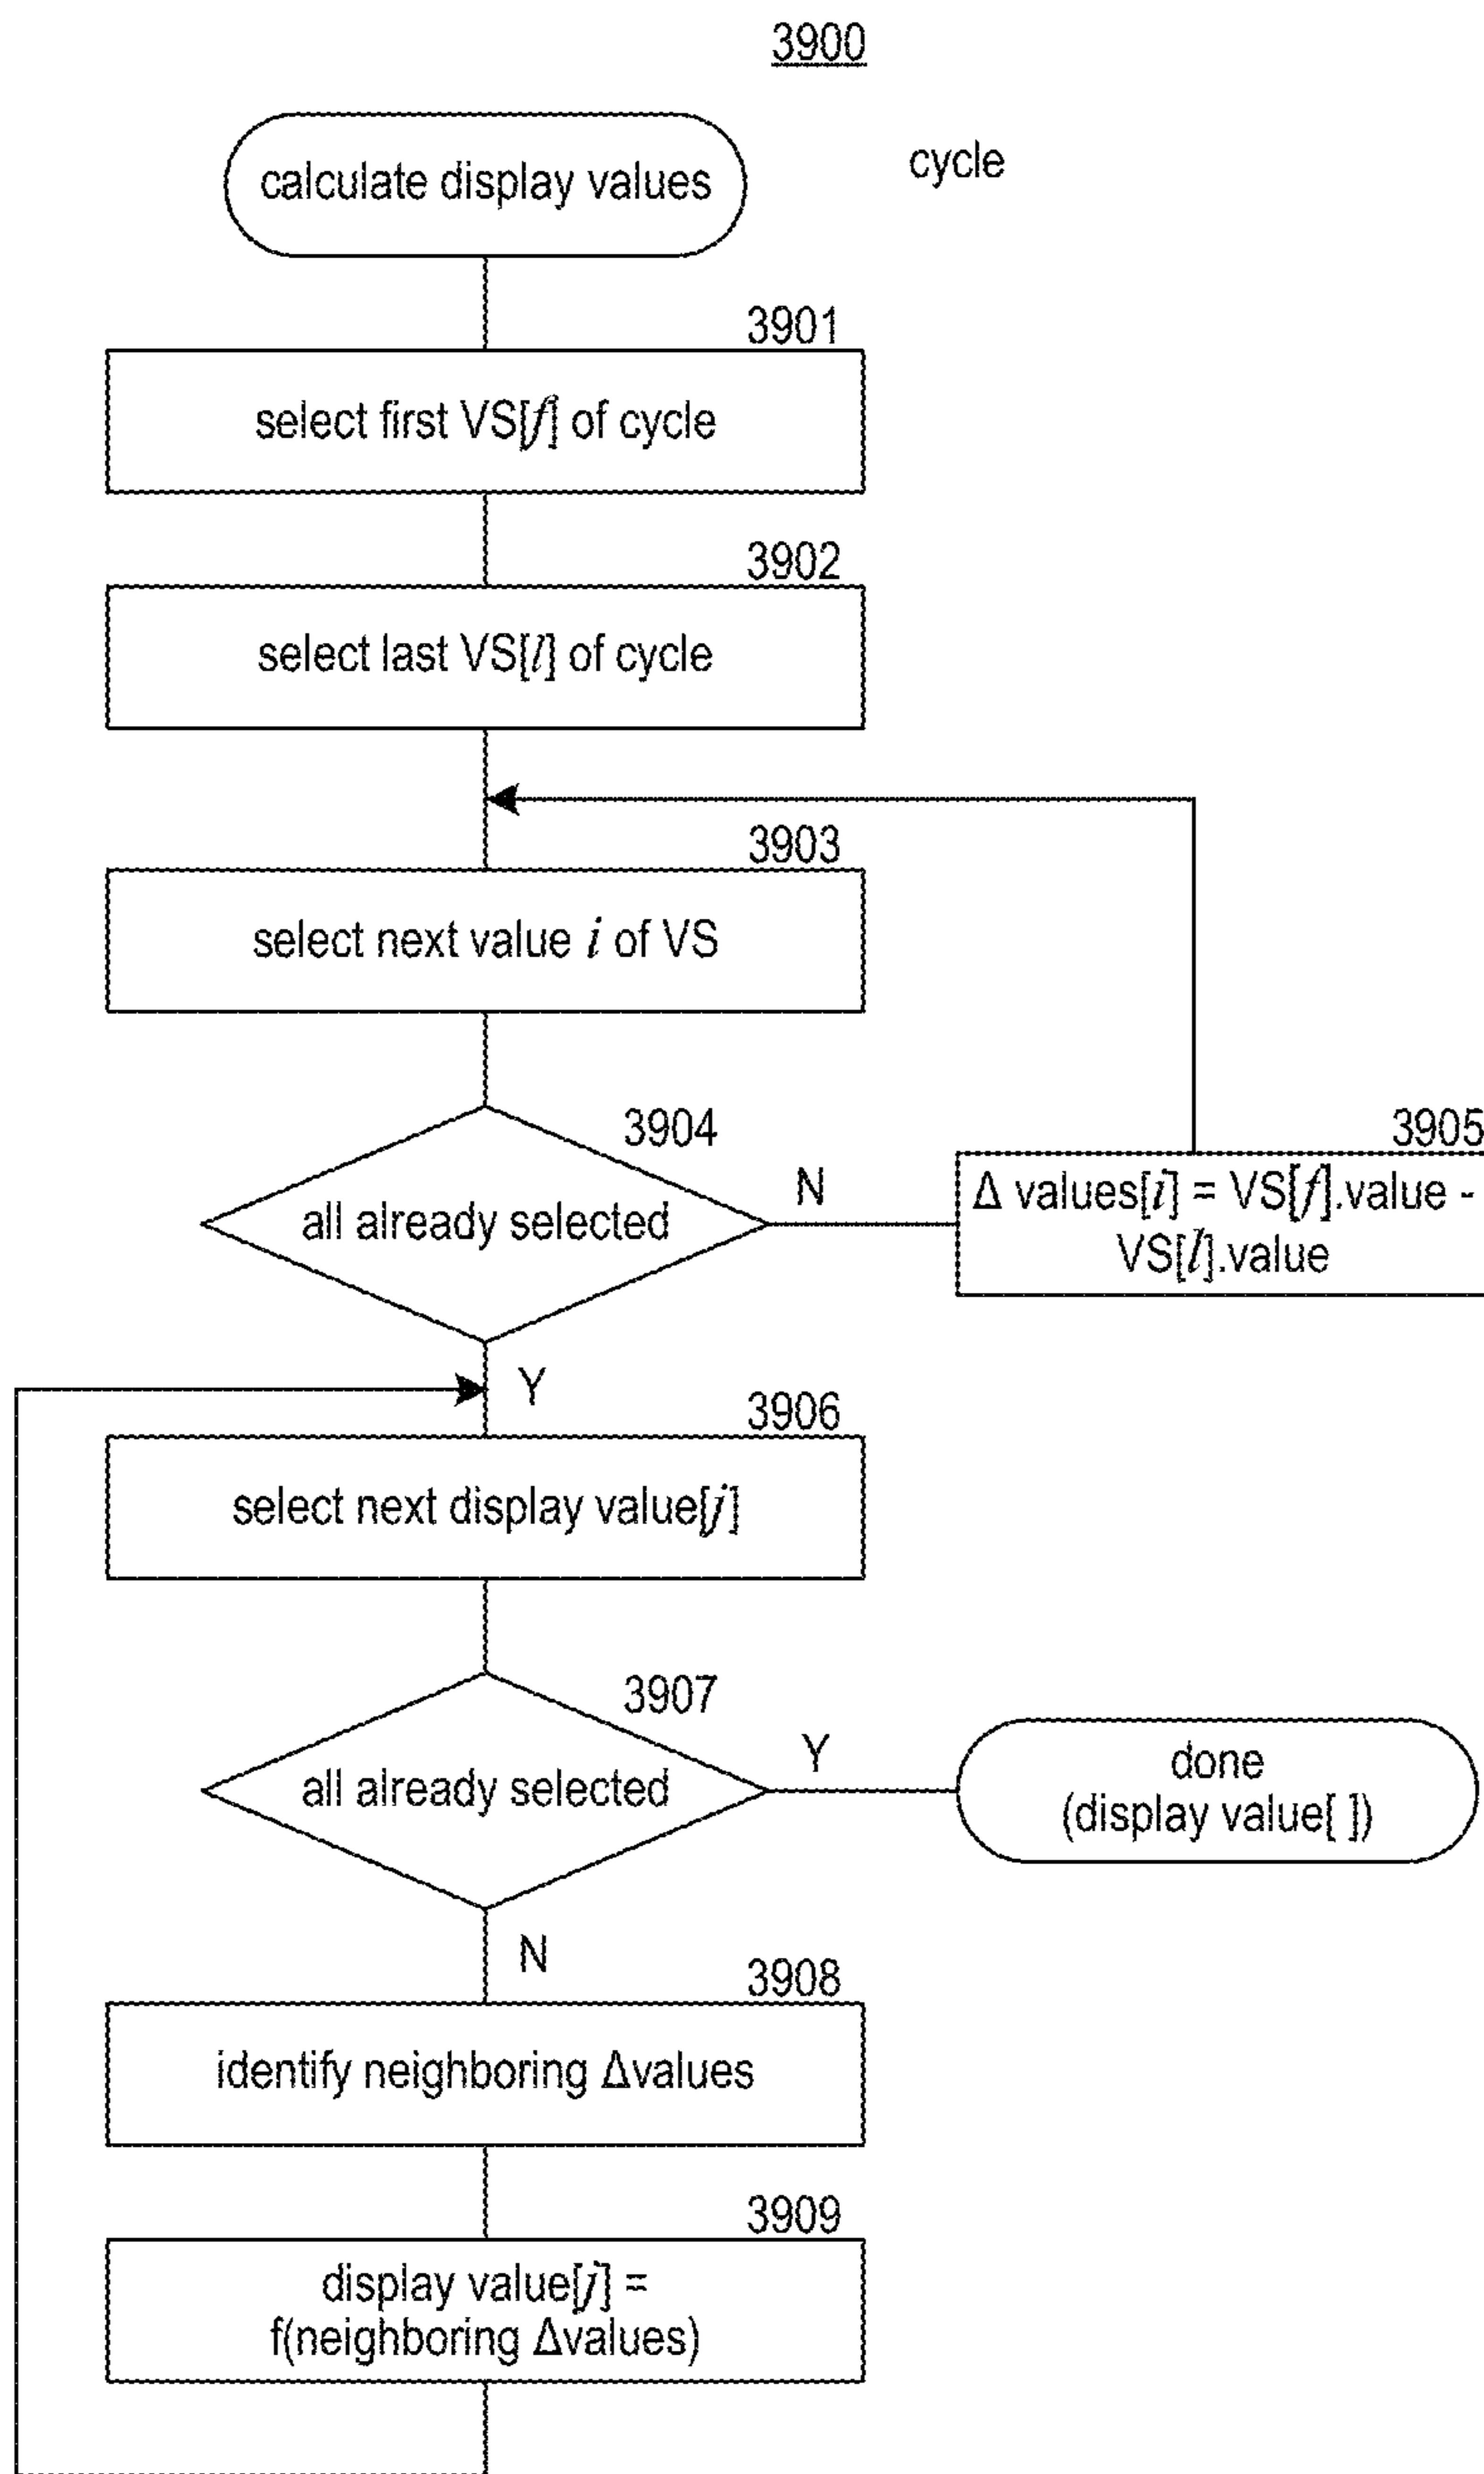 3900
calculate display values
cycle
3901
select first VS[f] of cycle
3902
select last VS[l] of cycle
3903
select next value i of VS
3904
all already selected
N
3905
Δ values[i] = VS[f].value -
VS[l].value
Y
3906
select next display value[j]
3907
all already selected
Y
done
(display value[ ])
N
3908
identify neighboring Δvalues
3909
display value[j] =
f(neighboring Δvalues)